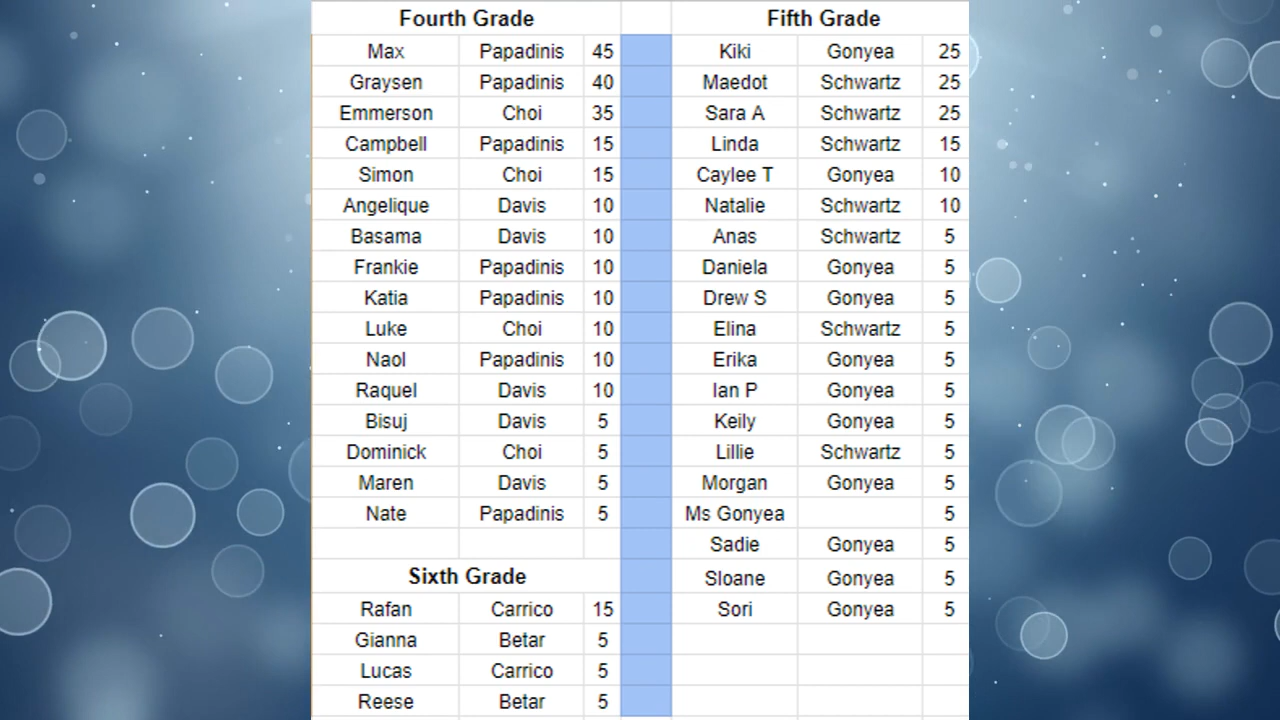 Fourth Grade
Max Papadinis 45
Graysen Papadinis 40
Emmerson Choi 35
Campbell Papadinis 15
Simon Choi 15
Angelique Davis 10
Basama Davis 10
Frankie Papadinis 10
Katia Papadinis 10
Luke Choi 10
Naol Papadinis 10
Raquel Davis 10
Bisuj Davis 5
Dominick Choi 5
Maren Davis 5
Nate Papadinis 5
Sixth Grade
Rafan Carrico 15
Gianna Betar 5
Lucas Carrico 5
Reese Betar 5
Fifth Grade
Kiki Gonyea 25
Maedot Schwartz 25
Sara A Schwartz 25
Linda Schwartz 15
Caylee T Gonyea 10
Natalie Schwartz 10
Anas Schwartz 5
Daniela Gonyea 5
Drew S Gonyea 5
Elina Schwartz 5
Erika Gonyea 5
Ian P Gonyea 5
Keily Gonyea 5
Lillie Schwartz 5
Morgan Gonyea 5
Ms Gonyea 5
Sadie Gonyea 5
Sloane Gonyea 5
Sori Gonyea 5